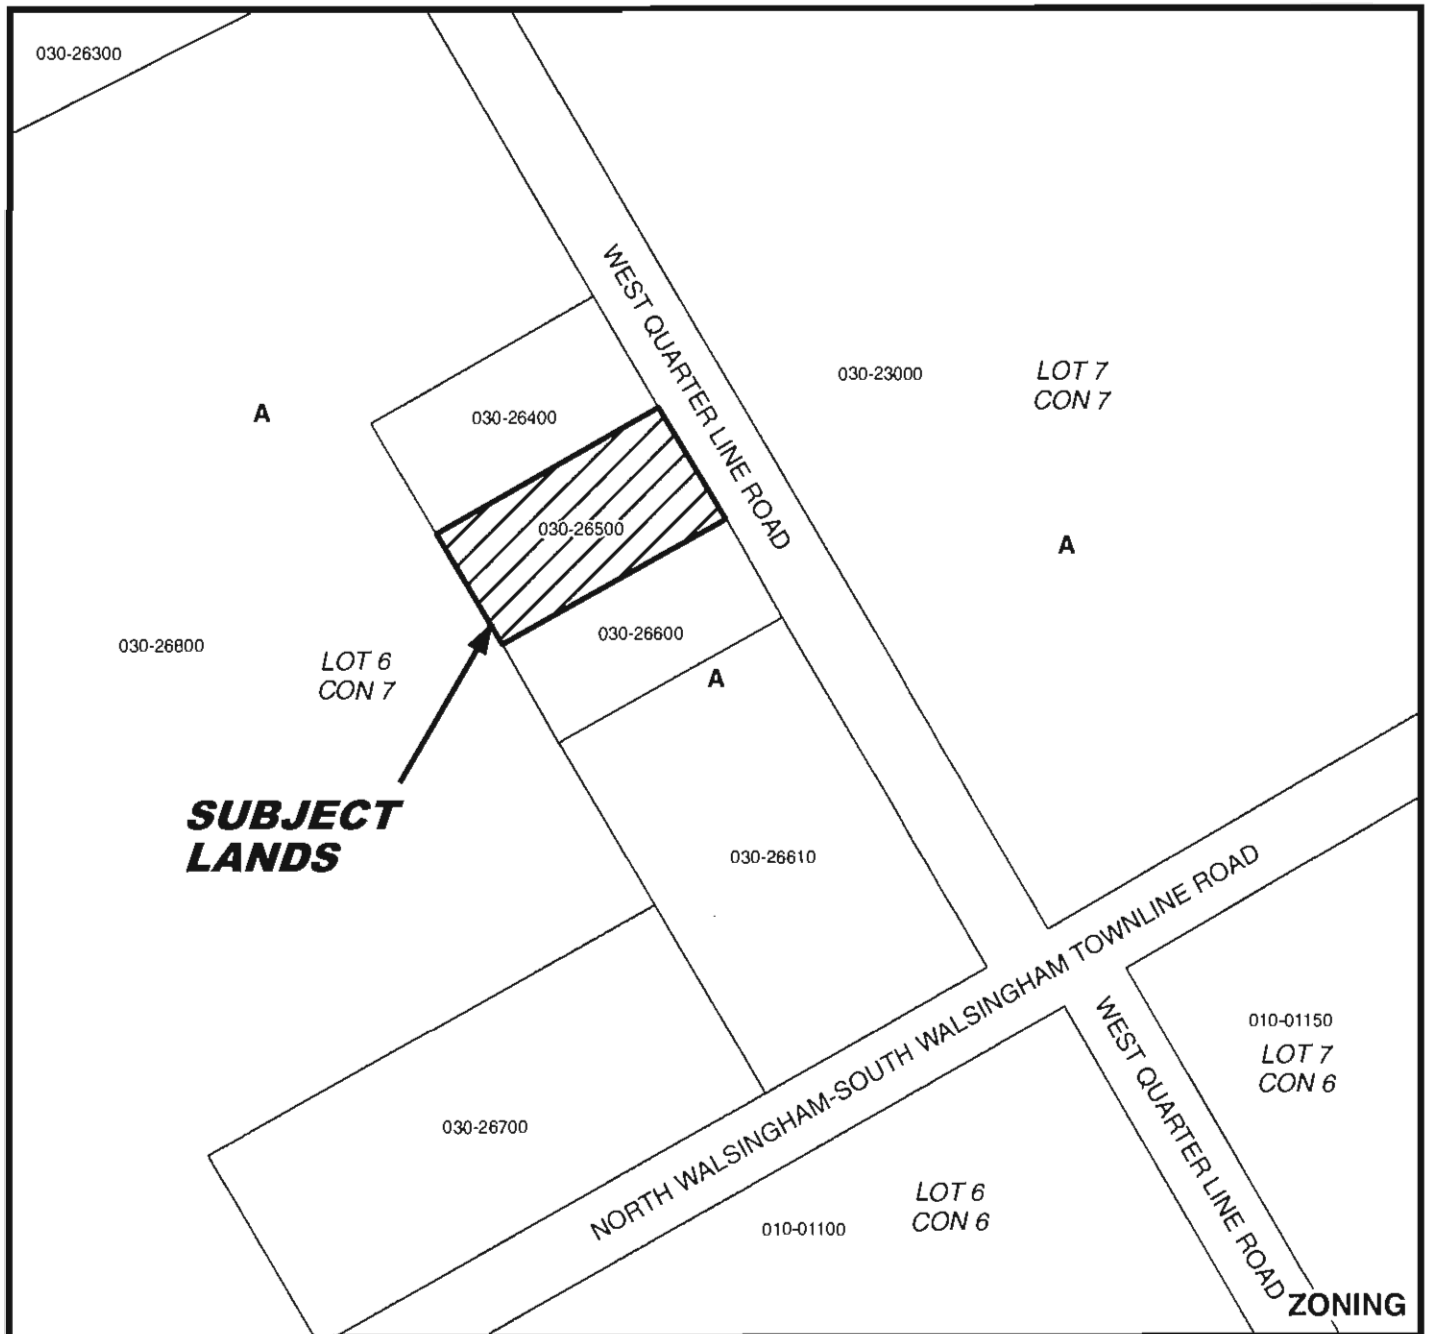 030-26300
WEST QUARTER LINE ROAD
030-23000
LOT 7
CON 7
A
030-26400
030-26500
A
030-26600
030-26800
LOT 6
CON 7
A
SUBJECT
LANDS
030-26610
NORTH WALSINGHAM-SOUTH WALSINGHAM TOWNLINE ROAD
WEST QUARTER LINE ROAD
010-01150
LOT 7
CON 6
030-26700
LOT 6
CON 6
010-01100
ZONING